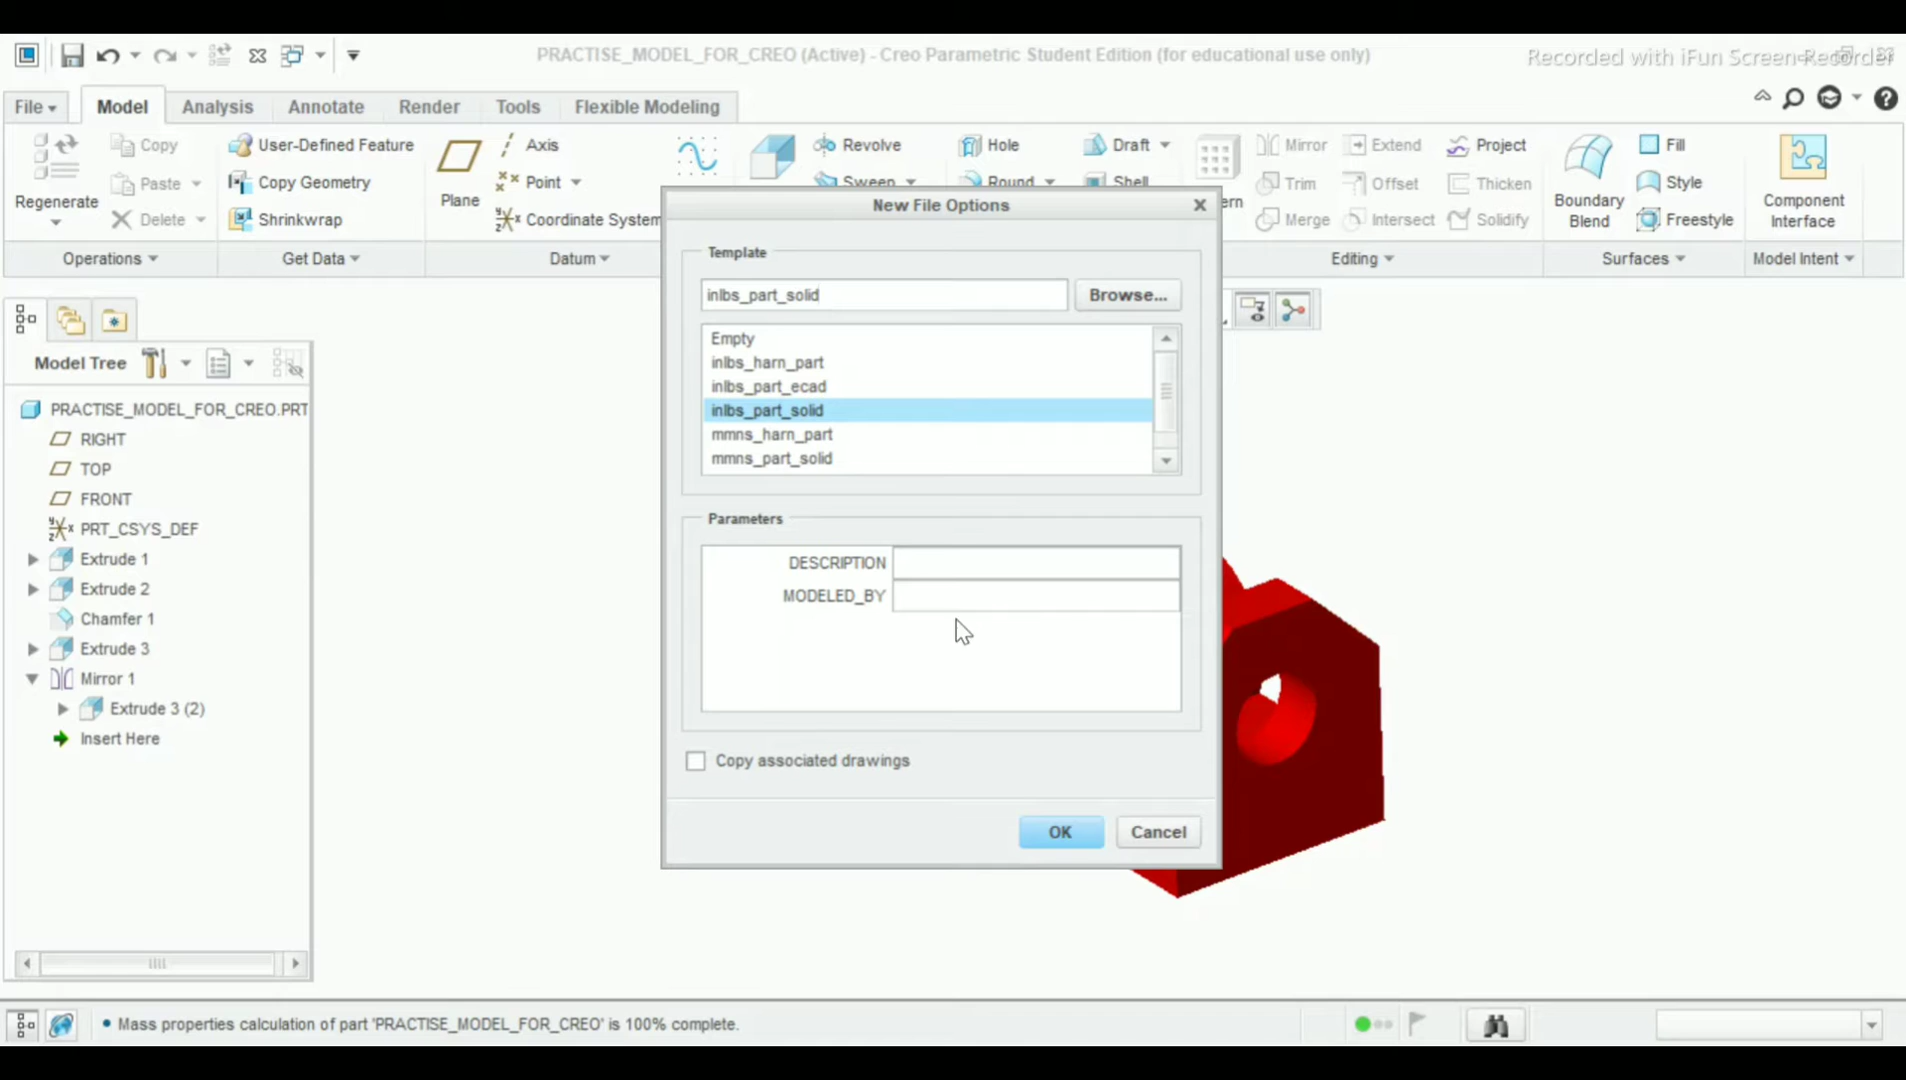 PRACTISE_MODEL_FOR_CREO (Active) - Creo Parametric Student Edition (for educational use only)
Recorded with iFun Screen Recorder
File Model Analysis Annotate Render Tools Flexible Modeling
Regenerate
Copy
Paste
Delete
User-Defined Feature
Copy Geometry
Shrinkwrap
Plane
Axis
Point
Coordinate System
Revolve
Sweep
Hole
Round
Draft
Shell
Mirror
Trim
Merge
Extend
Offset
Intersect
Project
Thicken
Solidify
Boundary
Blend
Fill
Style
Freestyle
Component
Interface
Operations Get Data Datum Editing Surfaces Model Intent
Model Tree
PRACTISE_MODEL_FOR_CREO.PRT
RIGHT
TOP
FRONT
PRT_CSYS_DEF
Extrude 1
Extrude 2
Chamfer 1
Extrude 3
Mirror 1
Extrude 3 (2)
Insert Here
New File Options
Template
inlbs_part_solid
Browse...
Empty
inlbs_harn_part
inlbs_part_ecad
inlbs_part_solid
mmns_harn_part
mmns_part_solid
Parameters
DESCRIPTION
MODELED_BY
Copy associated drawings
OK Cancel
Mass properties calculation of part 'PRACTISE_MODEL_FOR_CREO' is 100% complete.